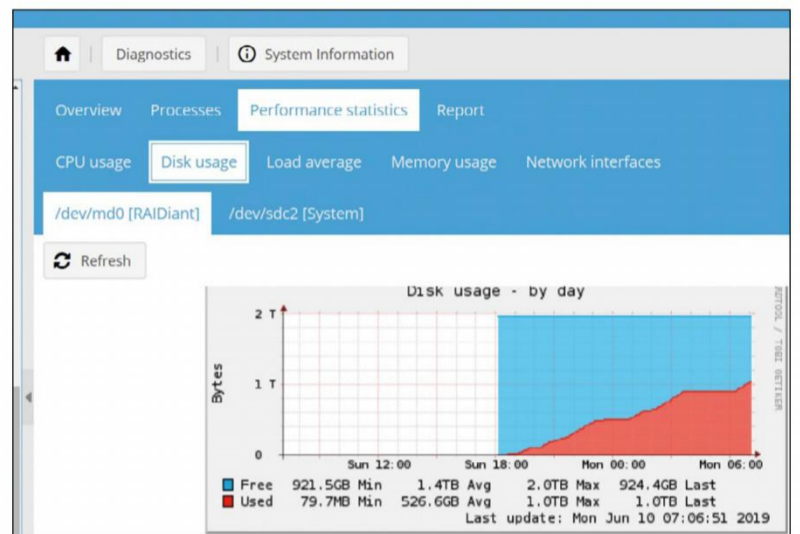 Diagnostics System Information
Overview Processes Performance statistics Report
CPU usage Disk usage Load average Memory usage Network interfaces
/dev/md0 [RAIDiant] /dev/sdc2 [System]
Refresh
Disk usage - by day
2 T
1 T
0
Bytes
Sun 12:00 Sun 18:00 Mon 00:00 Mon 06:00
Free 921.5GB Min 1.4TB Avg 2.0TB Max 924.4GB Last
Used 79.7MB Min 526.6GB Avg 1.0TB Max 1.0TB Last
Last update: Mon Jun 10 07:06:51 2019
/ TOBI OETIKER